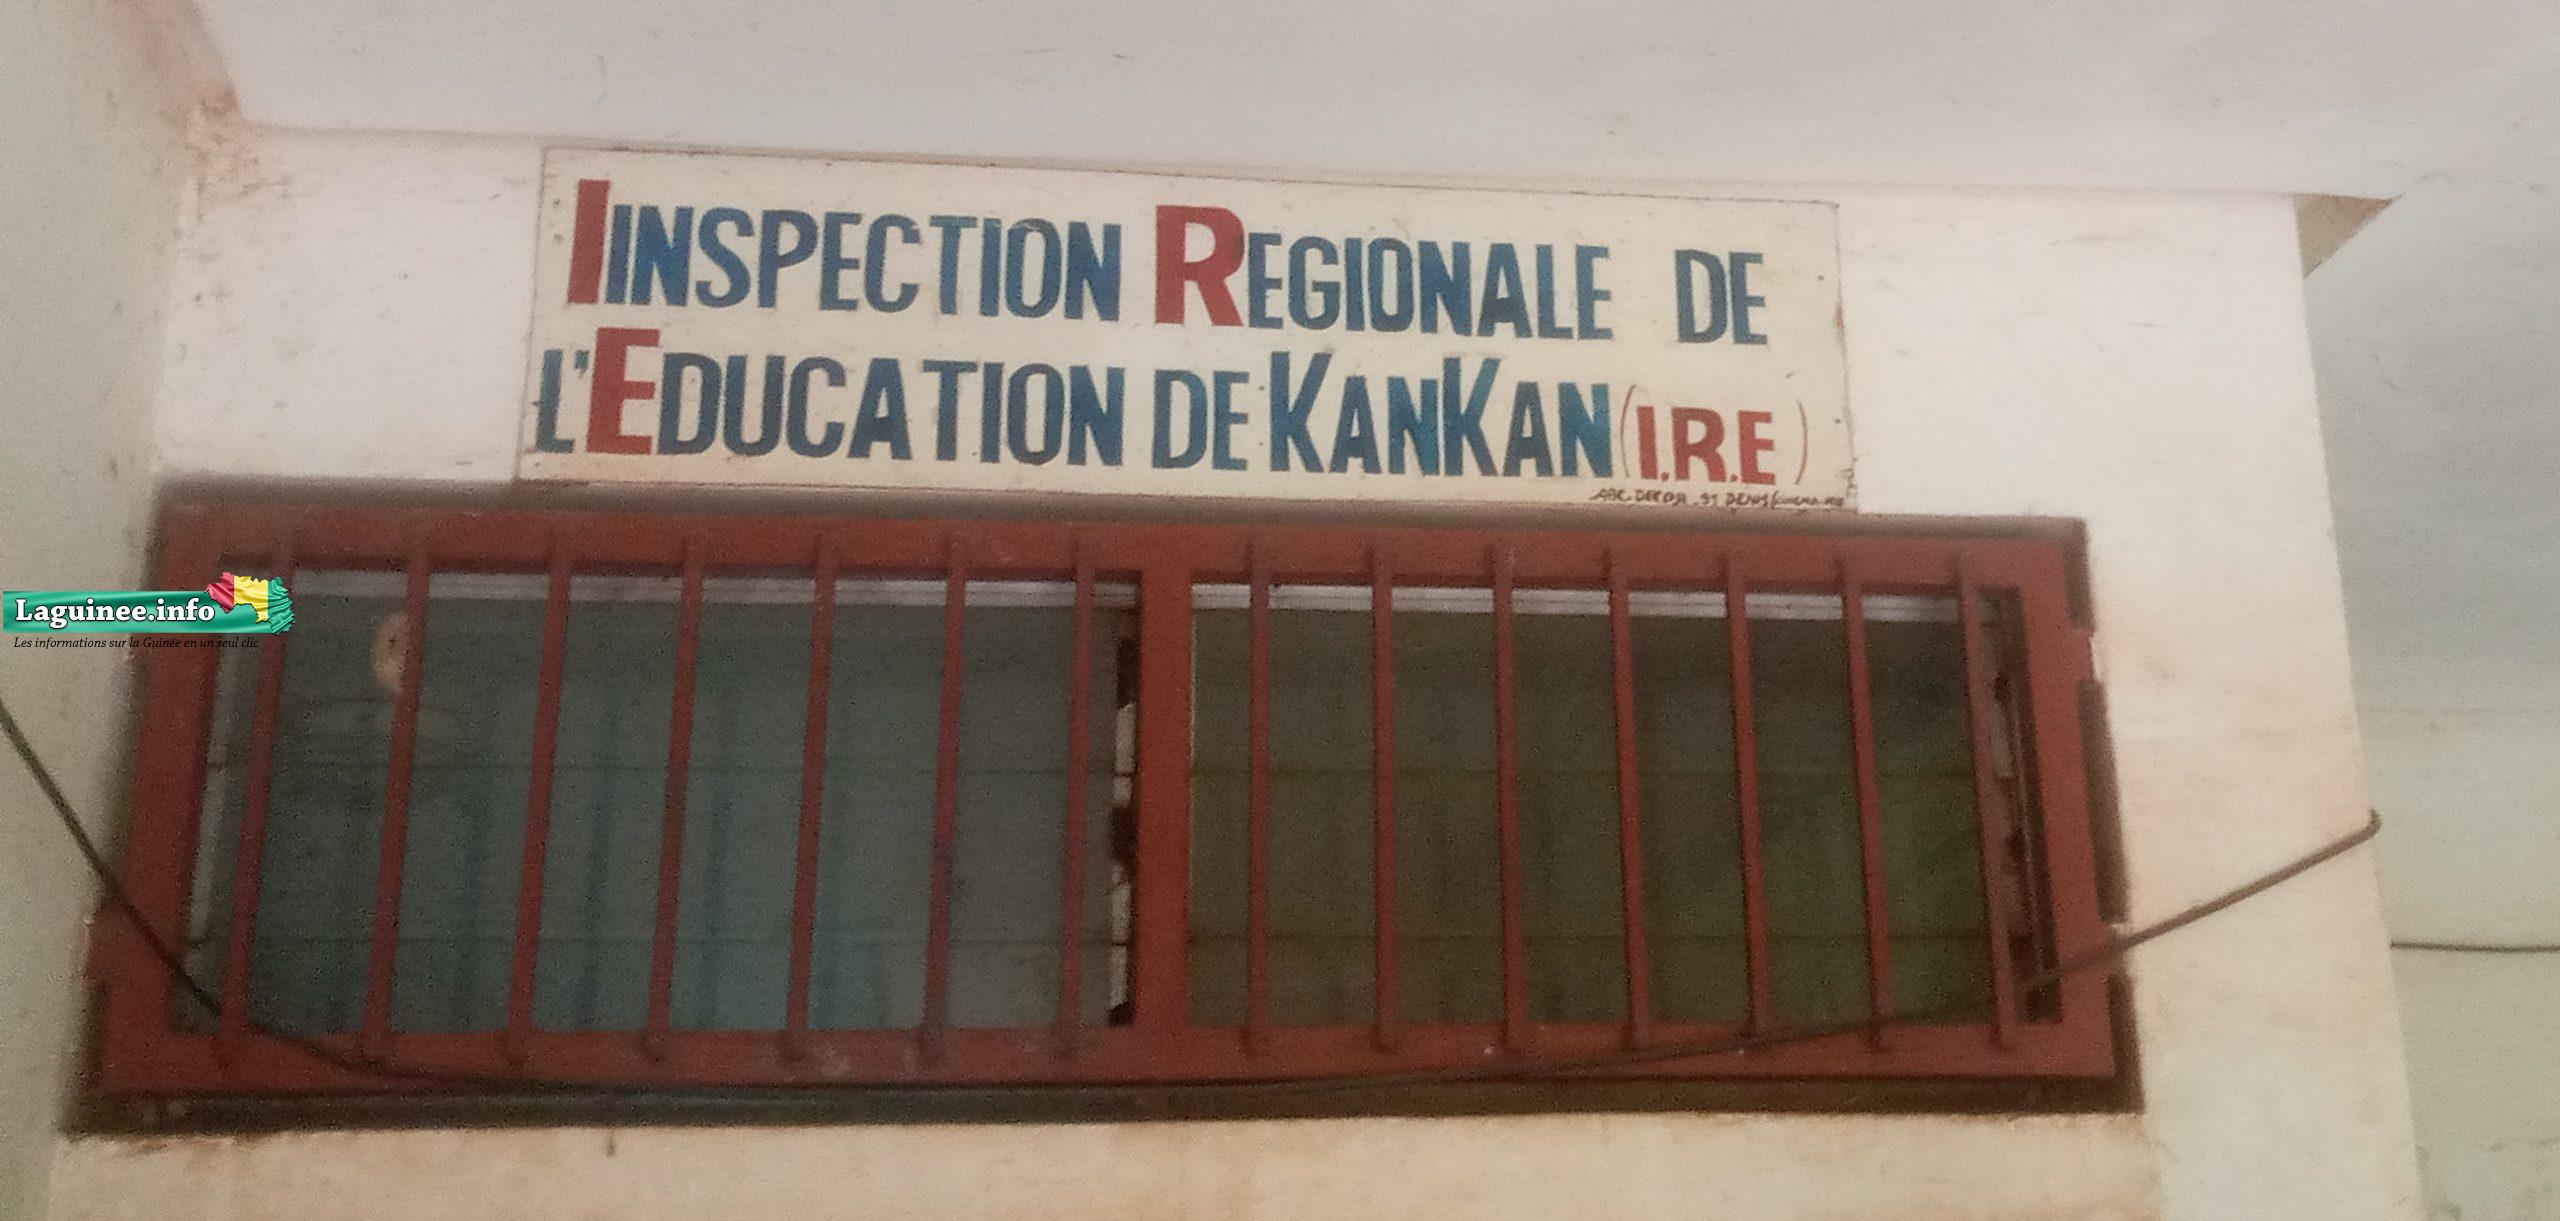 IINSPECTION REGIONALE DE
L'EDUCATION DE KANKAN (I.R.E)
Laguinee.info
Les informations sur la Guinée en un seul clic